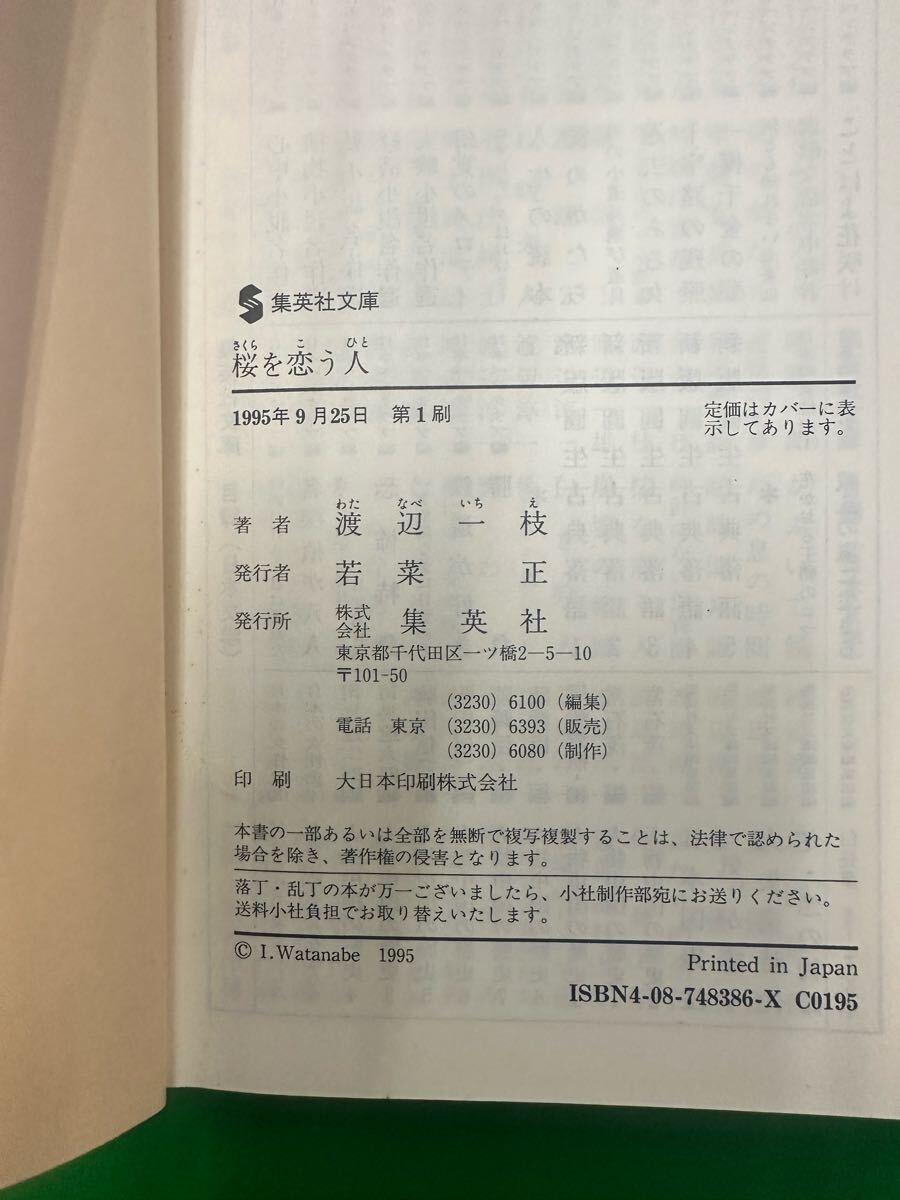 集英社文庫
さくら こ ひと
桜を恋う人
1995年9月25日 第1刷
定価はカバーに表
示してあります。
わた なべ いち え
著者 渡辺一枝
発行者 若菜 正
発行所 株式会社 集英社
東京都千代田区一ツ橋2―5―10
〒101-50
(3230) 6100 (編集)
電話 東京 (3230) 6393 (販売)
(3230) 6080 (制作)
印刷 大日本印刷株式会社
本書の一部あるいは全部を無断で複写複製することは、法律で認められた
場合を除き、著作権の侵害となります。
落丁・乱丁の本が万一ございましたら、小社制作部宛にお送りください。
送料小社負担でお取り替えいたします。
© I.Watanabe 1995
Printed in Japan
ISBN4-08-748386-X C0195